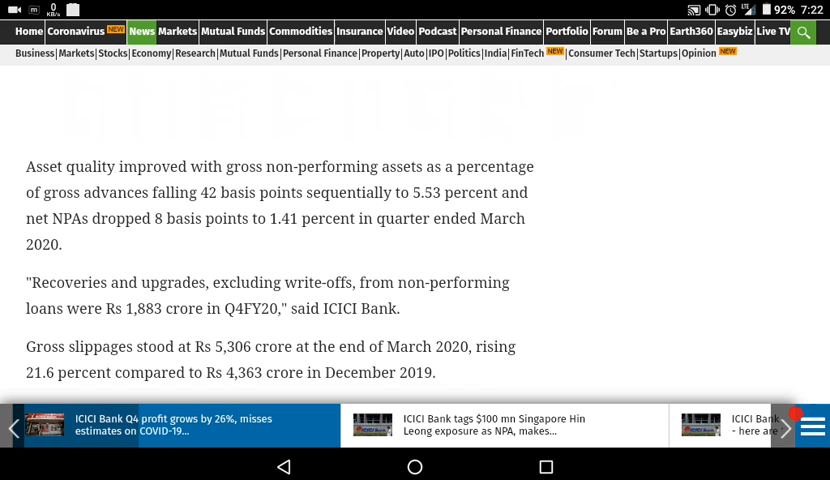 0 KB/s 92% 7:22
Home Coronavirus NEW News Markets Mutual Funds Commodities Insurance Video Podcast Personal Finance Portfolio Forum Be a Pro Earth360 Easybiz Live TV
Business| Markets| Stocks| Economy| Research| Mutual Funds| Personal Finance| Property| Auto| IPO| Politics| India| FinTech NEW | Consumer Tech| Startups| Opinion NEW
Asset quality improved with gross non-performing assets as a percentage
of gross advances falling 42 basis points sequentially to 5.53 percent and
net NPAs dropped 8 basis points to 1.41 percent in quarter ended March
2020.
"Recoveries and upgrades, excluding write-offs, from non-performing
loans were Rs 1,883 crore in Q4FY20," said ICICI Bank.
Gross slippages stood at Rs 5,306 crore at the end of March 2020, rising
21.6 percent compared to Rs 4,363 crore in December 2019.
ICICI Bank Q4 profit grows by 26%, misses
estimates on COVID-19...
ICICI Bank tags $100 mn Singapore Hin
Leong exposure as NPA, makes...
ICICI Bank
- here are